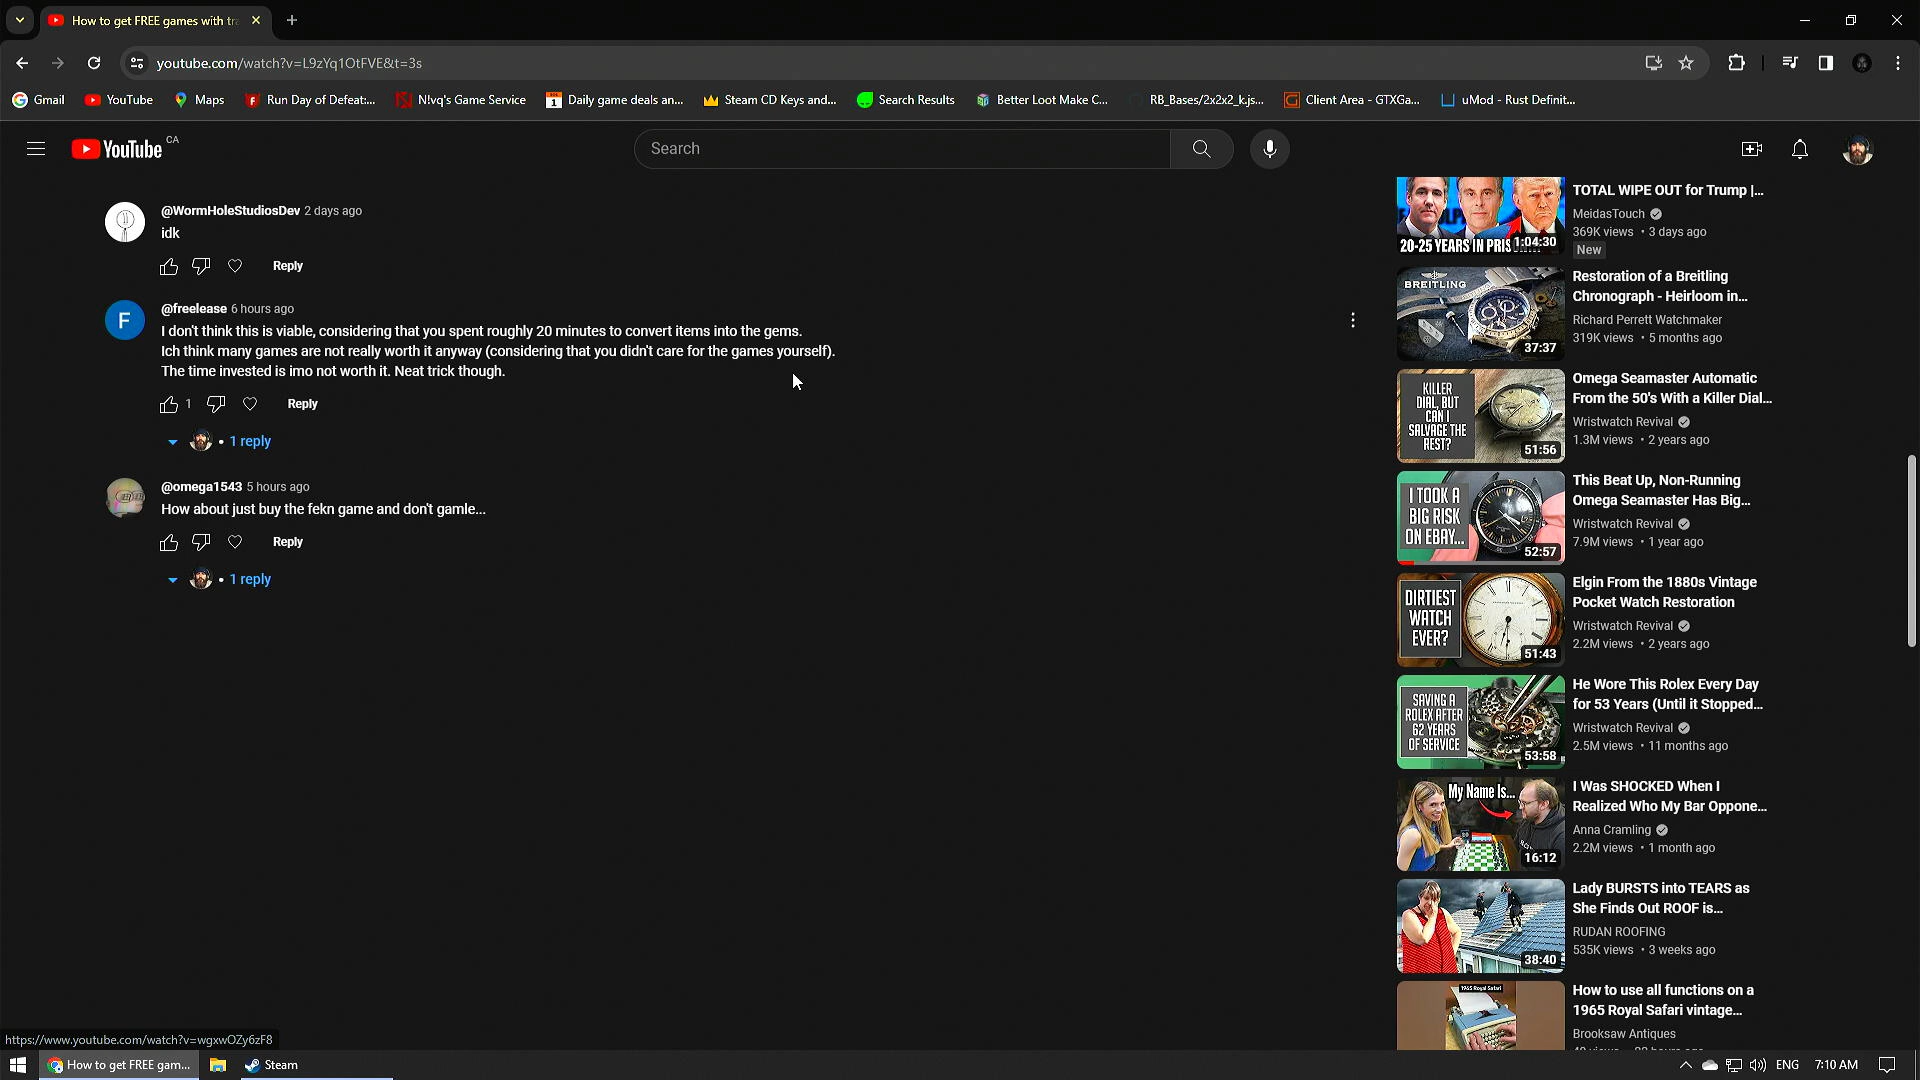 How to get FREE games with tra
youtube.com/watch?v=L9zYq1OtFVE&t=3s
Gmail
YouTube
Maps
Run Day of Defeat:...
N!vq's Game Service
Daily game deals an...
Steam CD Keys and...
Search Results
Better Loot Make C...
RB_Bases/2x2x2_k.js...
Client Area - GTXGa...
uMod - Rust Definit...
YouTube CA
Search
@WormHoleStudiosDev 2 days ago
idk
Reply
F
@freelease 6 hours ago
I don't think this is viable, considering that you spent roughly 20 minutes to convert items into the gems.
Ich think many games are not really worth it anyway (considering that you didn't care for the games yourself).
The time invested is imo not worth it. Neat trick though.
1
Reply
• 1 reply
@omega1543 5 hours ago
How about just buy the fekn game and don't gamle...
Reply
• 1 reply
20-25 YEARS IN PRIS
1:04:30
TOTAL WIPE OUT for Trump |...
MeidasTouch
369K views • 3 days ago
New
BREITLING
37:37
Restoration of a Breitling
Chronograph - Heirloom in...
Richard Perrett Watchmaker
319K views • 5 months ago
KILLER
DIAL, BUT
CAN I
SALVAGE THE
REST?
51:56
Omega Seamaster Automatic
From the 50's With a Killer Dial...
Wristwatch Revival
1.3M views • 2 years ago
I TOOK A
BIG RISK
ON EBAY...
52:57
This Beat Up, Non-Running
Omega Seamaster Has Big...
Wristwatch Revival
7.9M views • 1 year ago
DIRTIEST
WATCH
EVER?
51:43
Elgin From the 1880s Vintage
Pocket Watch Restoration
Wristwatch Revival
2.2M views • 2 years ago
SAVING A
ROLEX AFTER
62 YEARS
OF SERVICE
53:58
He Wore This Rolex Every Day
for 53 Years (Until it Stopped...
Wristwatch Revival
2.5M views • 11 months ago
My Name Is...
16:12
I Was SHOCKED When I
Realized Who My Bar Oppone...
Anna Cramling
2.2M views • 1 month ago
38:40
Lady BURSTS into TEARS as
She Finds Out ROOF is...
RUDAN ROOFING
535K views • 3 weeks ago
1965 Royal Safari
How to use all functions on a
1965 Royal Safari vintage...
Brooksaw Antiques
https://www.youtube.com/watch?v=wgxwOZy6zF8
How to get FREE gam...
Steam
ENG
7:10 AM